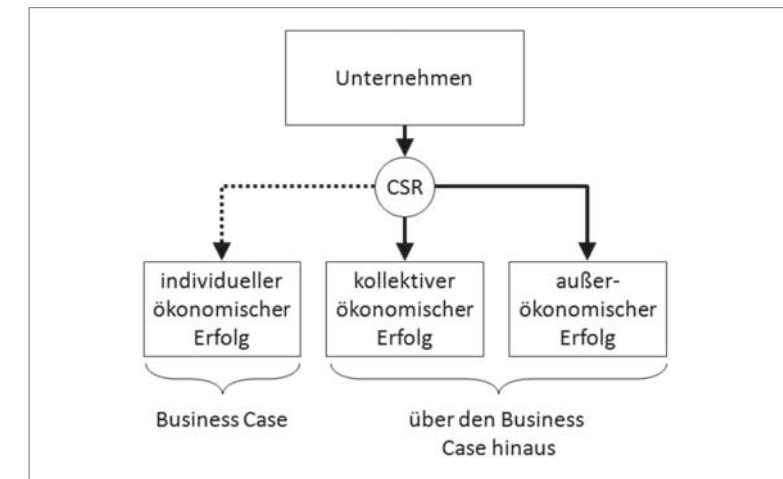 Unternehmen
CSR
individueller
ökonomischer
Erfolg
kollektiver
ökonomischer
Erfolg
außer-
ökonomischer
Erfolg
Business Case
über den Business
Case hinaus